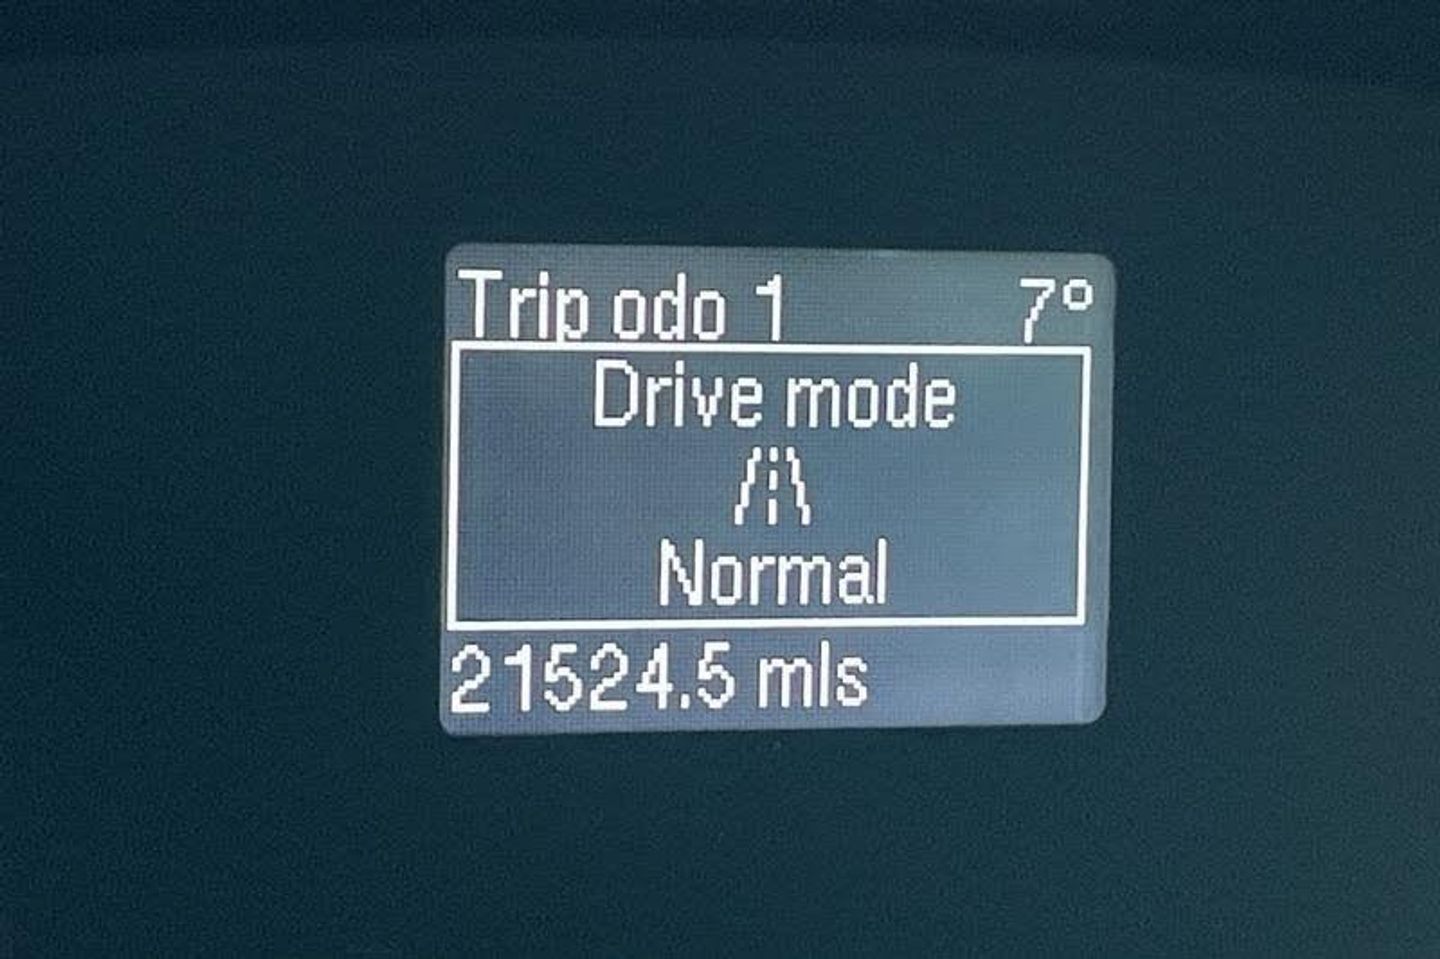 Trip odo 1 7°
Drive mode
Normal
21524.5 mls